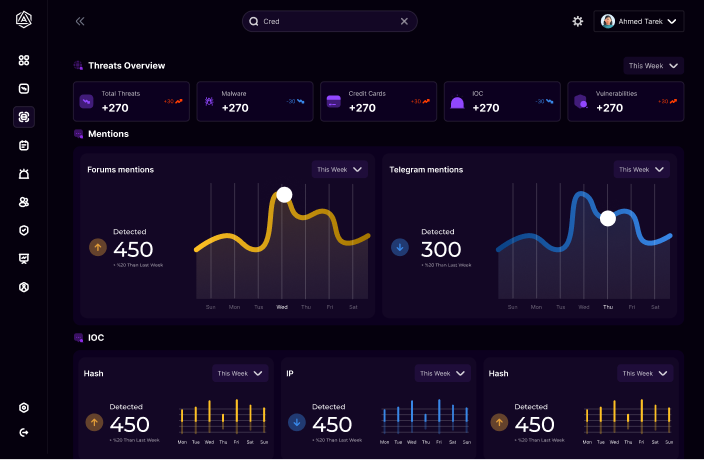 Cred
Ahmed Tarek
Threats Overview
This Week
Total Threats
+270
+30
Malware
+270
-30
Credit Cards
+270
+30
IOC
+270
-30
Vulnerabilities
+270
+30
Mentions
Forums mentions
This Week
Detected
450
+ %20 Than Last Week
Sun Mon Tue Wed Thu Fri Sat
Telegram mentions
This Week
Detected
300
+ %20 Than Last Week
Sun Mon Tue Wed Thu Fri Sat
IOC
Hash
This Week
Detected
450
+ %20 Than Last Week
Mon Tue Wed Thu Fri Sat Sun
IP
This Week
Detected
450
+ %20 Than Last Week
Mon Tue Wed Thu Fri Sat Sun
Hash
This Week
Detected
450
+ %20 Than Last Week
Mon Tue Wed Thu Fri Sat Sun